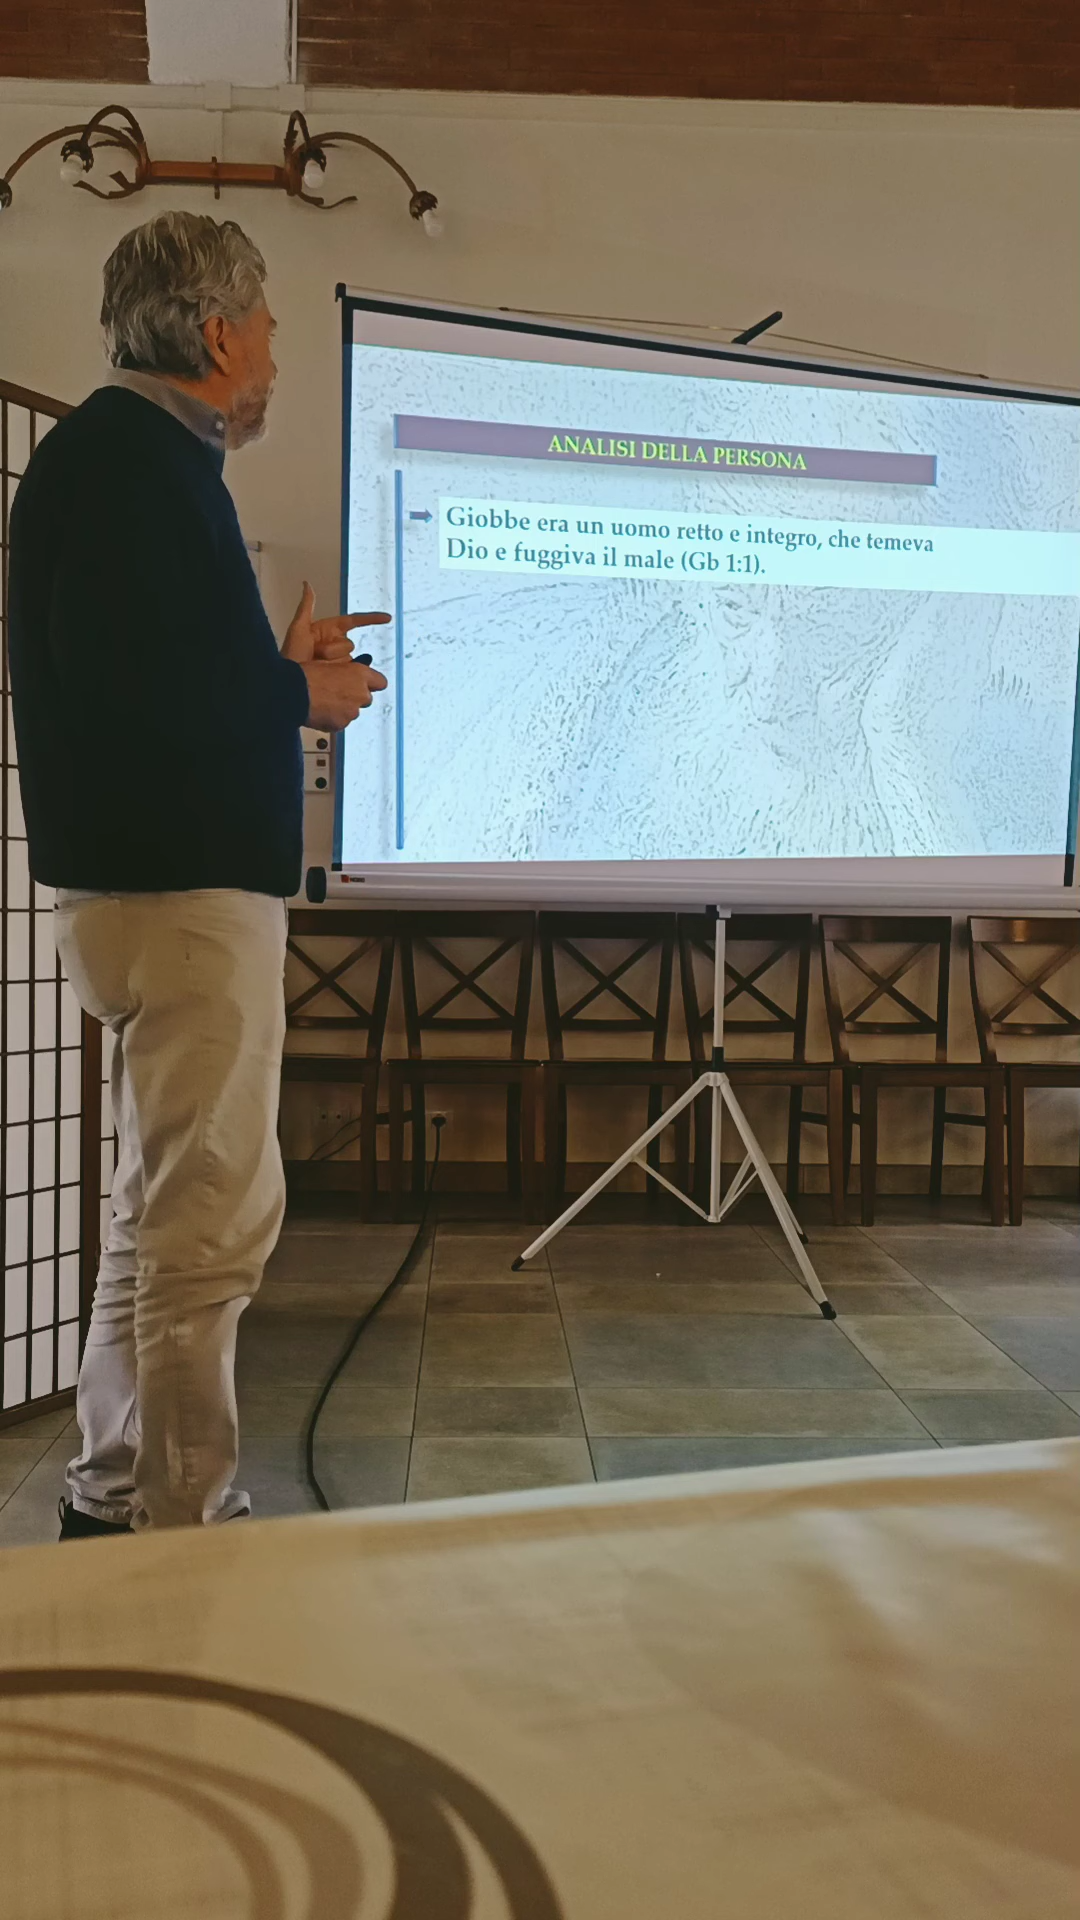 ANALISI DELLA PERSONA
Giobbe era un uomo retto e integro, che temeva
Dio e fuggiva il male (Gb 1:1).